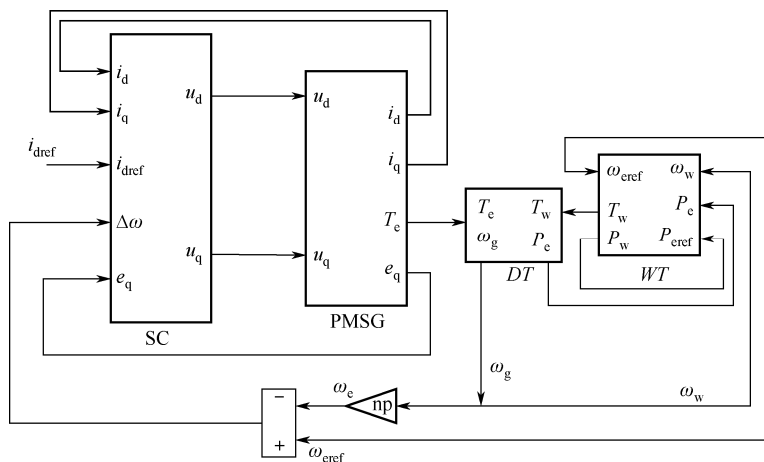 i_d
i_q
i_dref
i_dref
Δω
e_q
u_d
u_q
SC
u_d
u_q
i_d
i_q
T_e
e_q
PMSG
T_e
T_w
ω_g
P_e
DT
ω_eref
ω_w
T_w
P_e
P_w
P_eref
WT
ω_g
ω_e
np
ω_w
−
+
ω_eref